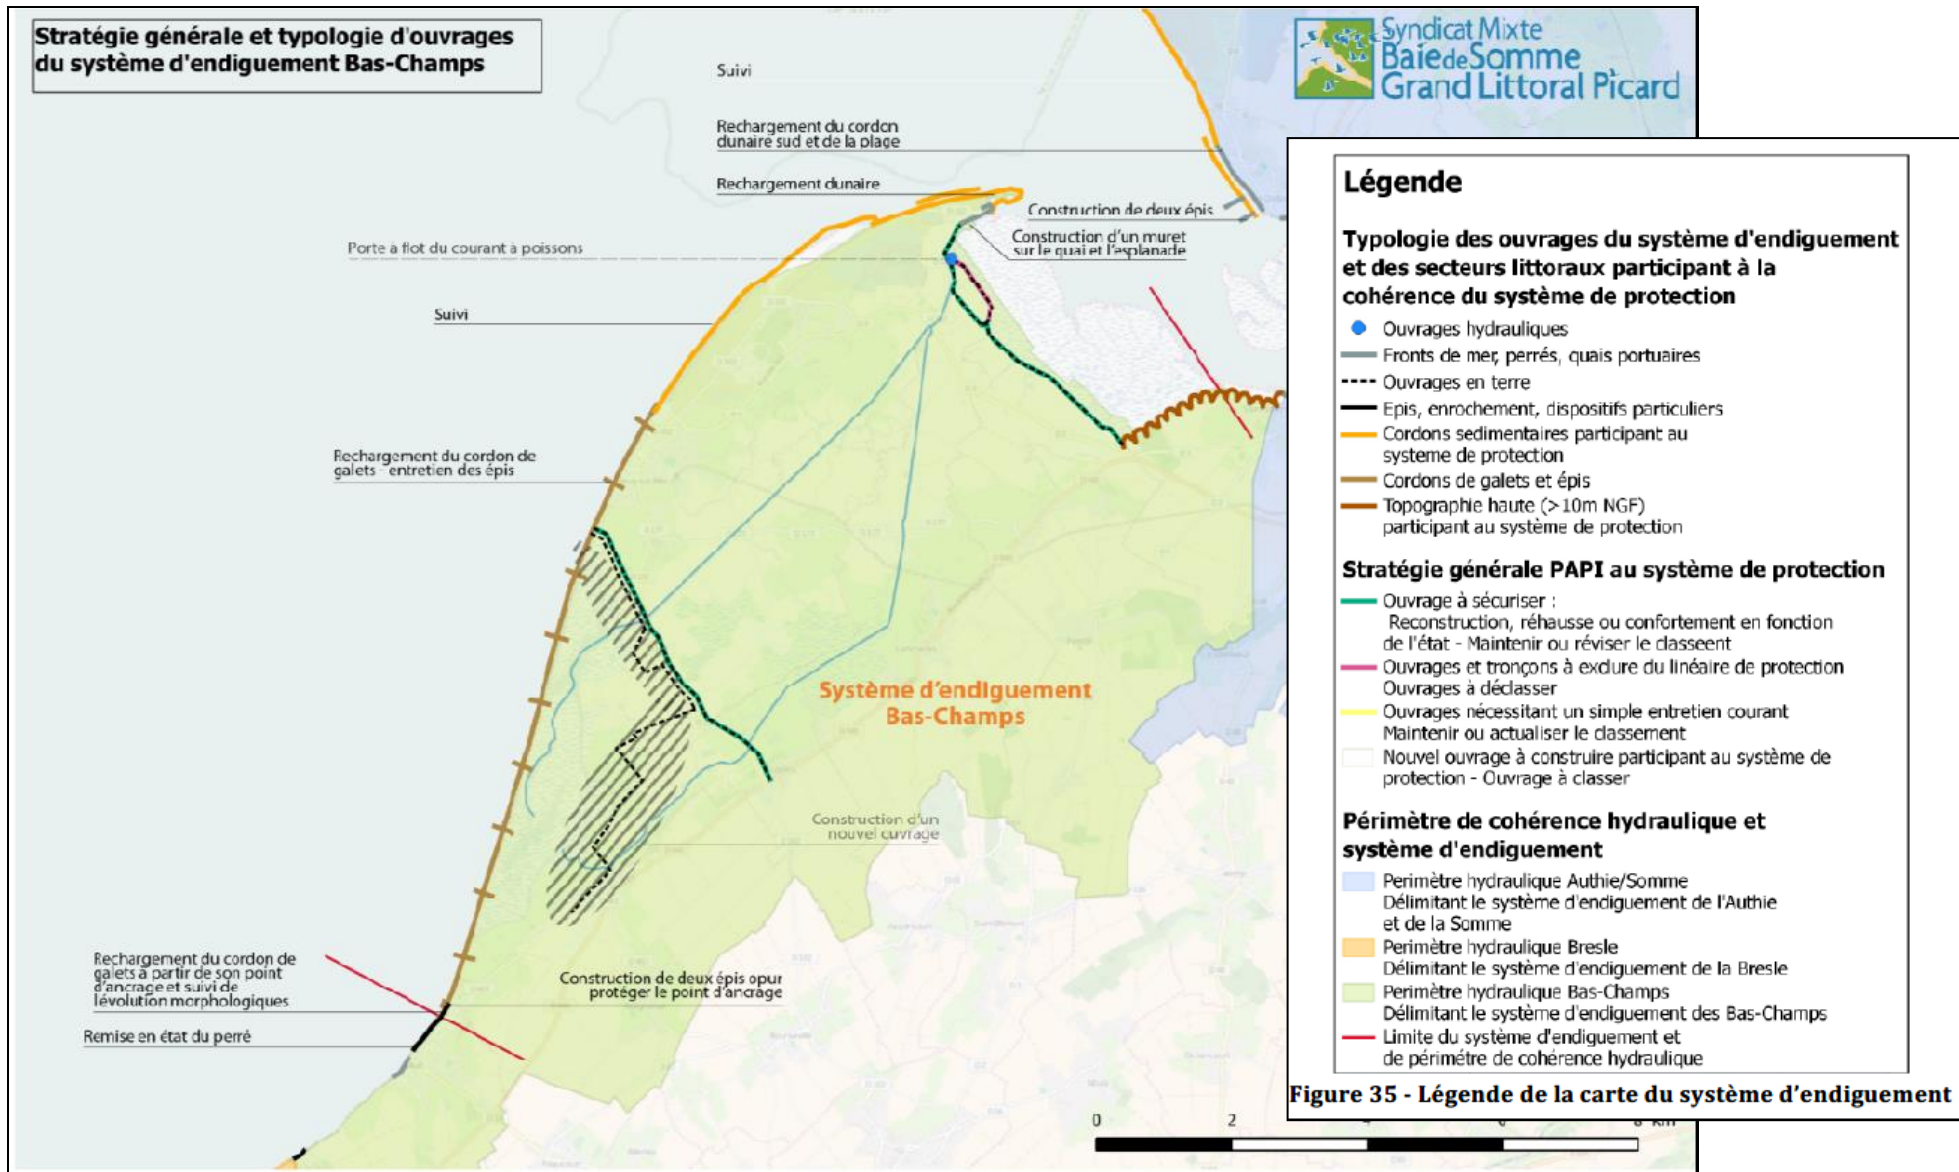 Stratégie générale et typologie d'ouvrages
du système d'endiguement Bas-Champs
Syndicat Mixte
Baie de Somme
Grand Littoral Picard
Suivi
Rechargement du cordon
dunaire sud et de la plage
Rechargement dunaire
Construction de deux épis
Construction d'un muret
sur le quai et l'esplanade
Porte à flot du courant à poissons
Suivi
Rechargement du cordon de
galets - entretien des épis
Système d'endiguement
Bas-Champs
Construction d'un
nouvel ouvrage
Rechargement du cordon de
galets à partir de son point
d'ancrage et suivi de
lévolution morphologiques
Construction de deux épis opur
protéger le point d'ancrage
Remise en état du perré
0 2 4 6 8 km
Légende
Typologie des ouvrages du système d'endiguement
et des secteurs littoraux participant à la
cohérence du système de protection
Ouvrages hydrauliques
Fronts de mer, perrés, quais portuaires
Ouvrages en terre
Epis, enrochement, dispositifs particuliers
Cordons sedimentaires participant au
systeme de protection
Cordons de galets et épis
Topographie haute (>10m NGF)
participant au système de protection
Stratégie générale PAPI au système de protection
Ouvrage à sécuriser :
Reconstruction, réhausse ou confortement en fonction
de l'état - Maintenir ou réviser le classeent
Ouvrages et tronçons à exclure du linéaire de protection
Ouvrages à déclasser
Ouvrages nécessitant un simple entretien courant
Maintenir ou actualiser le classement
Nouvel ouvrage à construire participant au système de
protection - Ouvrage à classer
Périmètre de cohérence hydraulique et
système d'endiguement
Perimètre hydraulique Authie/Somme
Délimitant le système d'endiguement de l'Authie
et de la Somme
Perimètre hydraulique Bresle
Délimitant le système d'endiguement de la Bresle
Perimètre hydraulique Bas-Champs
Délimitant le système d'endiguement des Bas-Champs
Limite du système d'endiguement et
de périmétre de cohérence hydraulique
Figure 35 - Légende de la carte du système d'endiguement